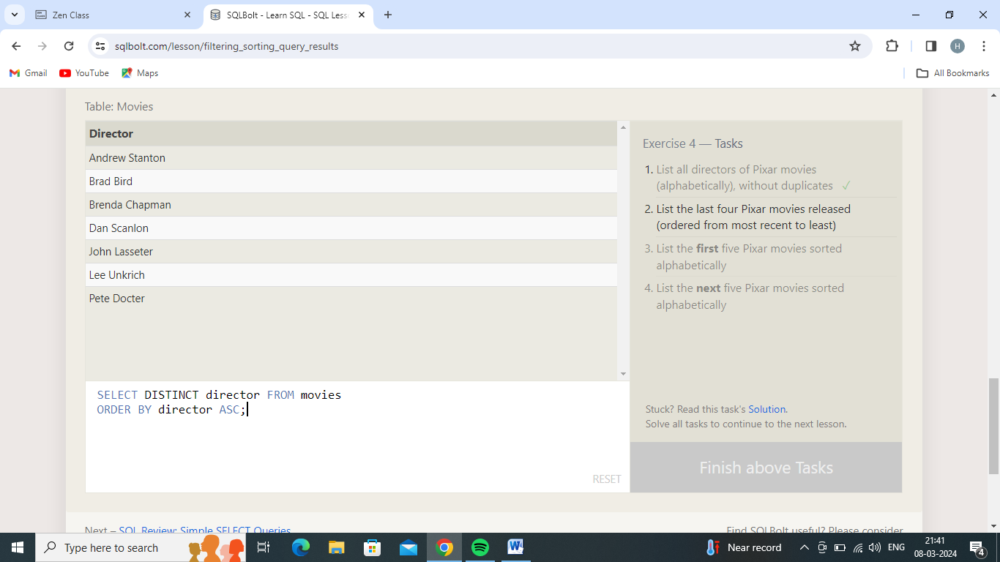 Zen Class
SQLBolt - Learn SQL - SQL Less
sqlbolt.com/lesson/filtering_sorting_query_results
H
Gmail
YouTube
Maps
All Bookmarks
Table: Movies
Director
Andrew Stanton
Brad Bird
Brenda Chapman
Dan Scanlon
John Lasseter
Lee Unkrich
Pete Docter
SELECT DISTINCT director FROM movies
ORDER BY director ASC;
RESET
Exercise 4 — Tasks
1. List all directors of Pixar movies
(alphabetically), without duplicates ✓
2. List the last four Pixar movies released
(ordered from most recent to least)
3. List the first five Pixar movies sorted
alphabetically
4. List the next five Pixar movies sorted
alphabetically
Stuck? Read this task's Solution.
Solve all tasks to continue to the next lesson.
Finish above Tasks
Next – SQL Review: Simple SELECT Queries
Find SQLBolt useful? Please consider
Type here to search
W
Near record
ENG
21:41
08-03-2024
4